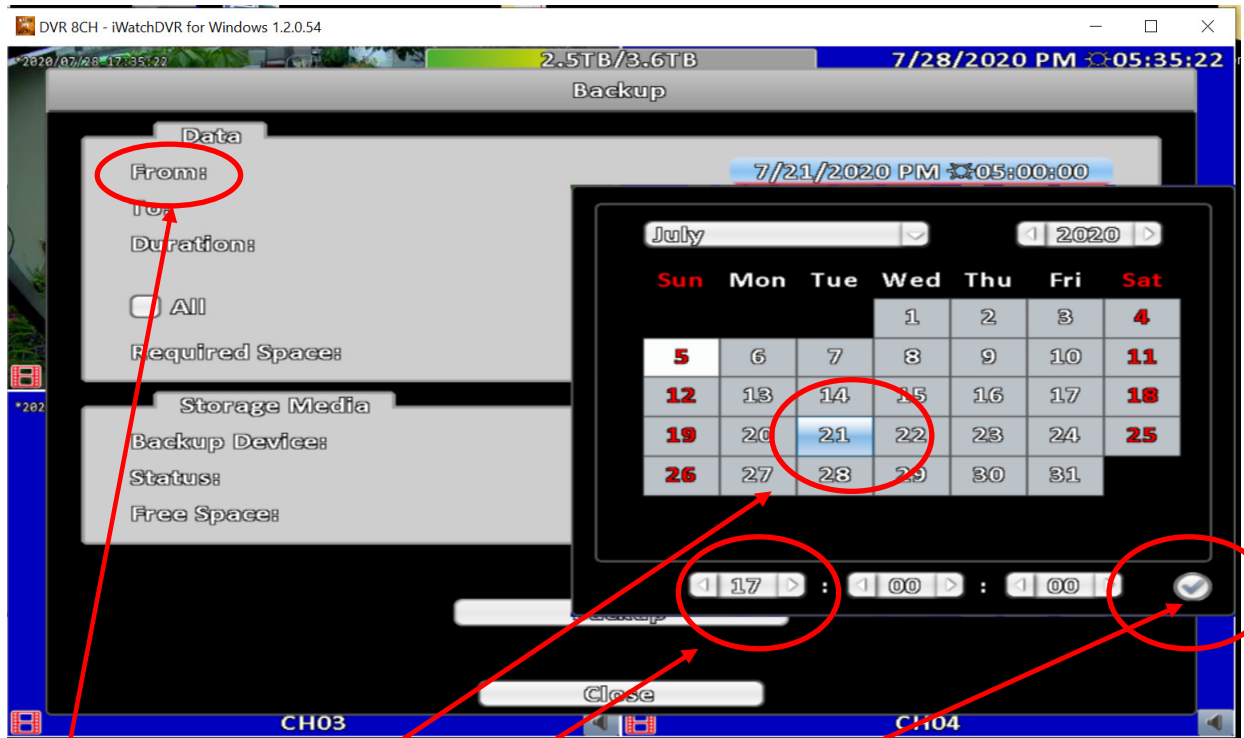 DVR 8CH - iWatchDVR for Windows 1.2.0.54
*2020/07/28 17:35:22
2.5TB/3.6TB
7/28/2020 PM 05:35:22
Backup
Data
From:
7/21/2020 PM 05:00:00
To:
Duration:
All
Required Space:
July
2020
Sun Mon Tue Wed Thu Fri Sat
1 2 3 4
5 6 7 8 9 10 11
12 13 14 15 16 17 18
19 20 21 22 23 24 25
26 27 28 29 30 31
*202
Storage Media
Backup Device:
Status:
Free Space:
17 : 00 : 00
Backup
Close
CH03
CH04